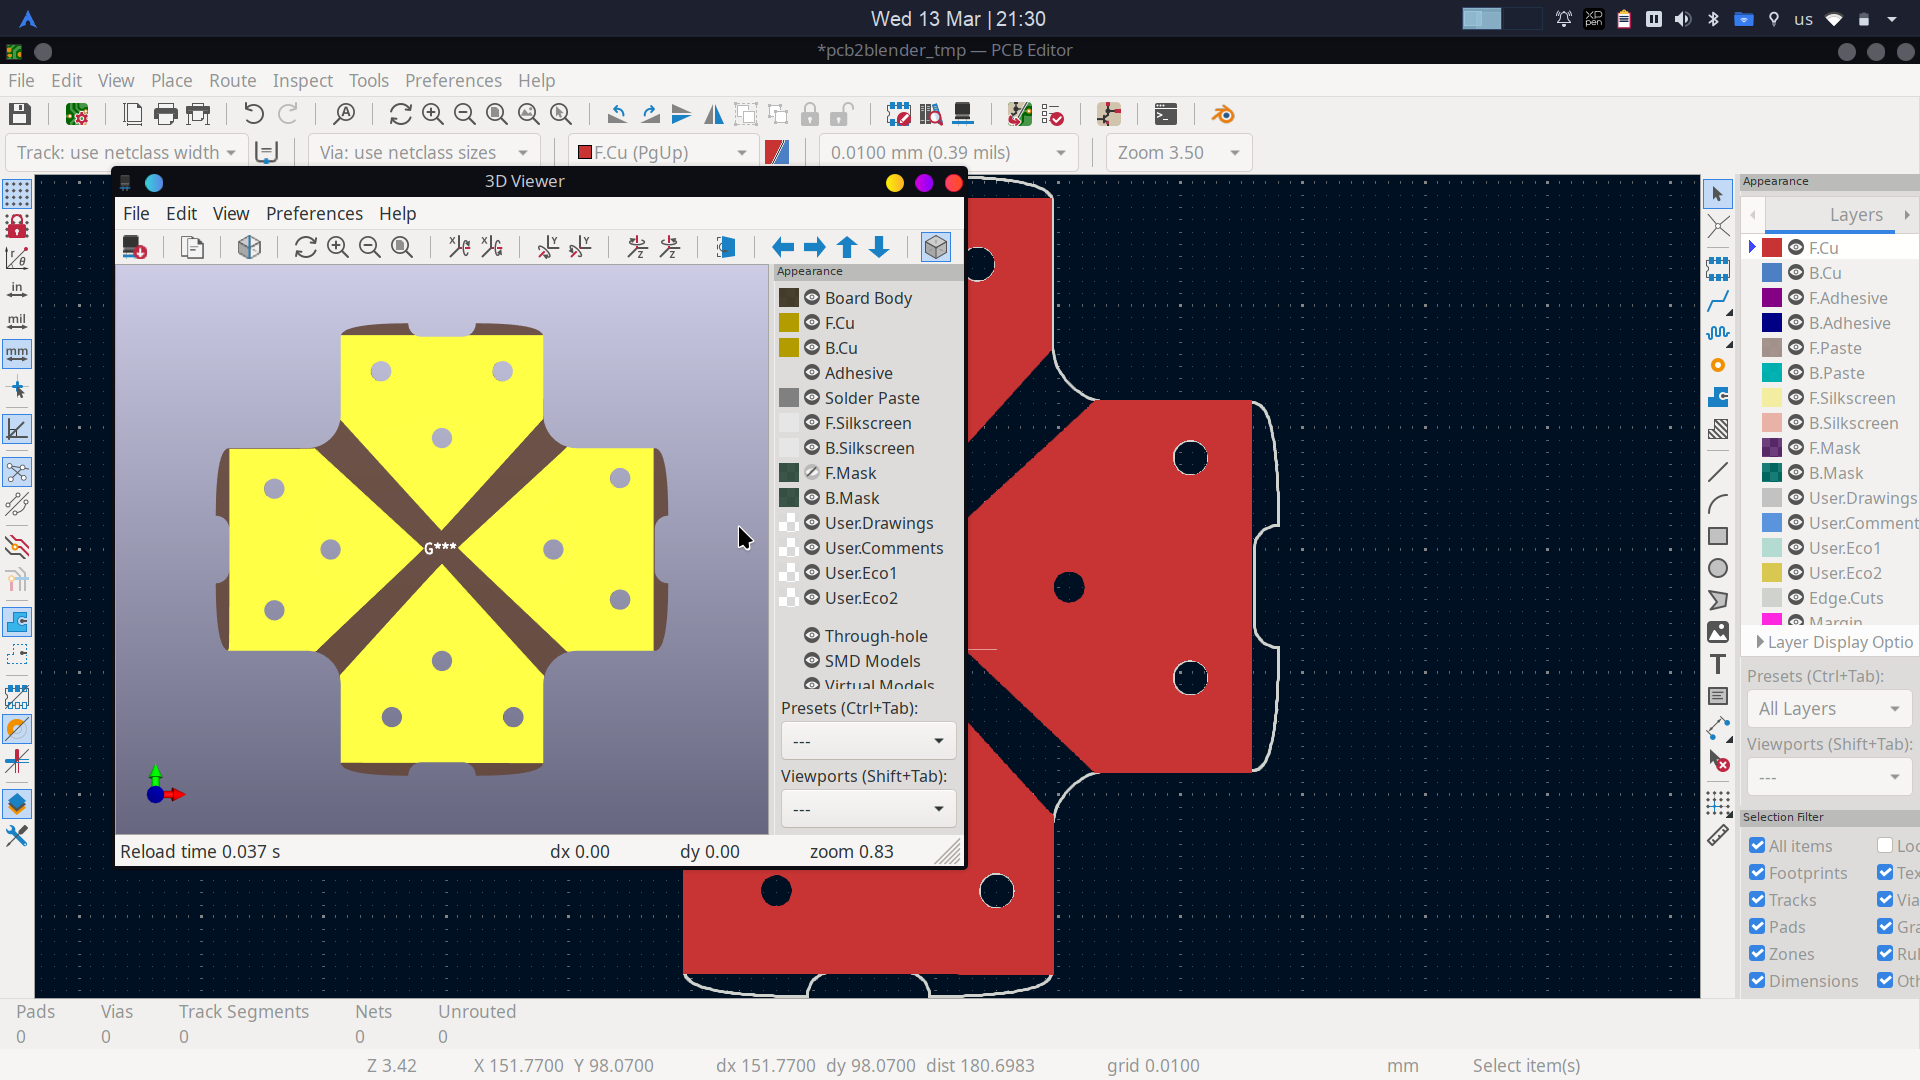 Wed 13 Mar | 21:30
XP
pen
us
*pcb2blender_tmp — PCB Editor
File Edit View Place Route Inspect Tools Preferences Help
Track: use netclass width
Via: use netclass sizes
F.Cu (PgUp)
0.0100 mm (0.39 mils)
Zoom 3.50
3D Viewer
File Edit View Preferences Help
Appearance
Board Body
F.Cu
B.Cu
Adhesive
Solder Paste
F.Silkscreen
B.Silkscreen
F.Mask
B.Mask
User.Drawings
User.Comments
User.Eco1
User.Eco2
Through-hole
SMD Models
Virtual Models
Presets (Ctrl+Tab):
---
Viewports (Shift+Tab):
---
G***
Reload time 0.037 s
dx 0.00
dy 0.00
zoom 0.83
in
mil
mm
Appearance
Layers
F.Cu
B.Cu
F.Adhesive
B.Adhesive
F.Paste
B.Paste
F.Silkscreen
B.Silkscreen
F.Mask
B.Mask
User.Drawings
User.Comment
User.Eco1
User.Eco2
Edge.Cuts
Margin
Layer Display Optio
Presets (Ctrl+Tab):
All Layers
Viewports (Shift+Tab):
---
Selection Filter
All items Loc
Footprints Tex
Tracks Via
Pads Gra
Zones Rul
Dimensions Oth
Pads Vias Track Segments Nets Unrouted
0 0 0 0 0
Z 3.42 X 151.7700 Y 98.0700 dx 151.7700 dy 98.0700 dist 180.6983 grid 0.0100 mm Select item(s)